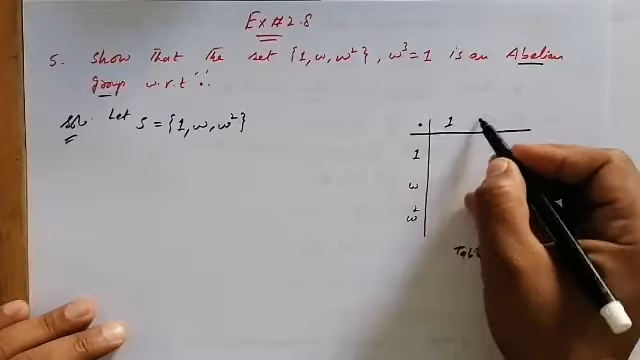 Ex # 2.8
5. Show that the set {1, ω, ω²}, ω³=1 is an Abelian
group w.r.t '.'.
Sol. Let S = {1, ω, ω²}
. 1
1
ω
ω²